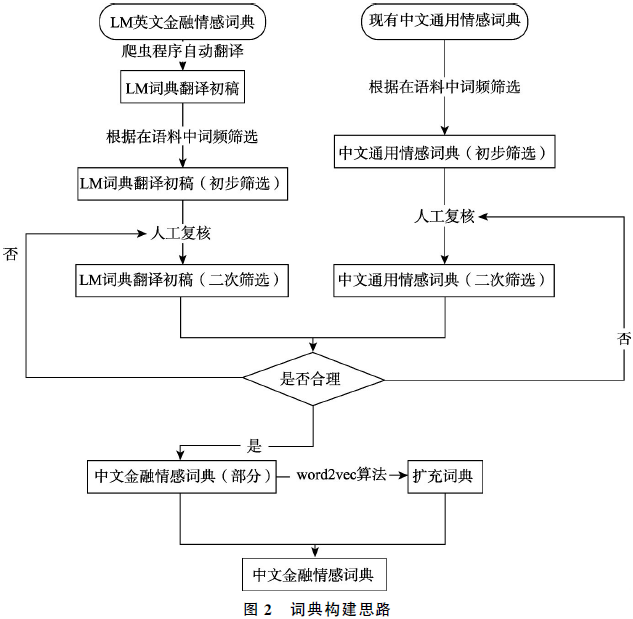 LM英文金融情感词典
现有中文通用情感词典
爬虫程序自动翻译
LM词典翻译初稿
根据在语料中词频筛选
根据在语料中词频筛选
中文通用情感词典（初步筛选）
LM词典翻译初稿（初步筛选）
人工复核
人工复核
否
LM词典翻译初稿（二次筛选）
中文通用情感词典（二次筛选）
否
是否合理
是
中文金融情感词典（部分）
word2vec算法
扩充词典
中文金融情感词典
图 2 词典构建思路